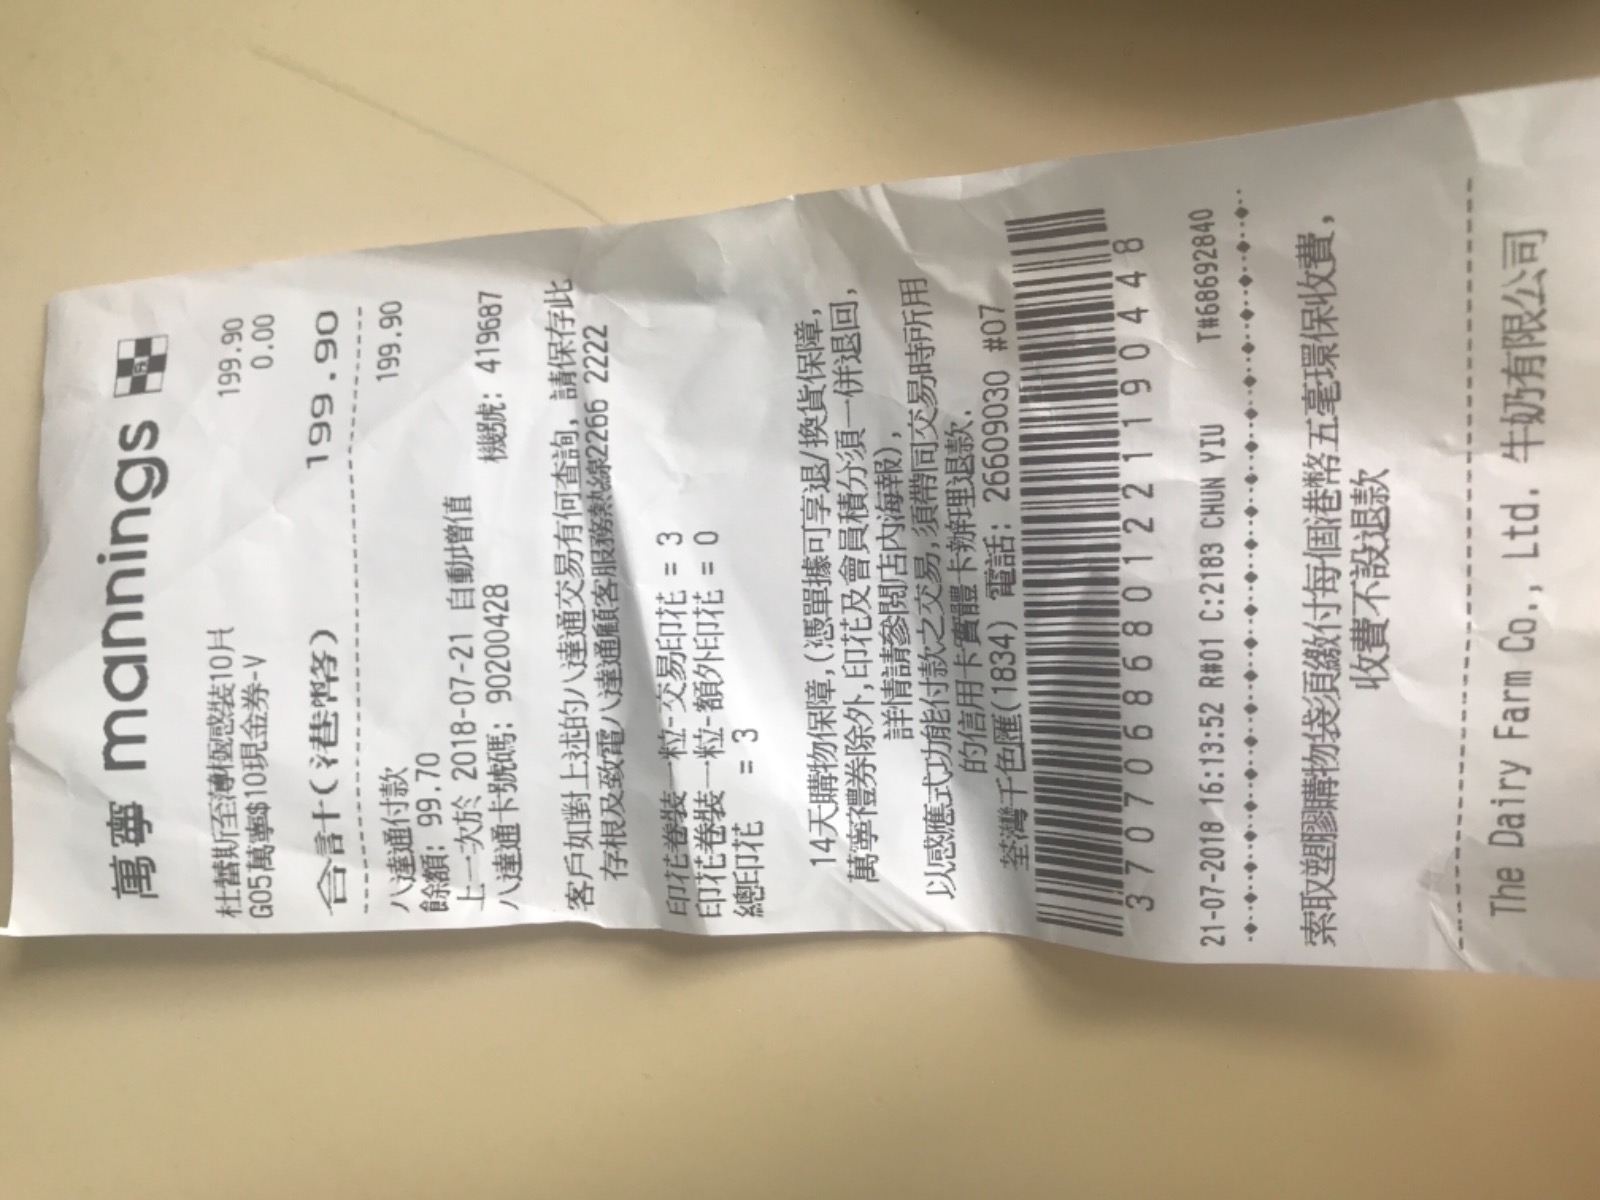 萬寧 mannings
杜蕾斯至薄極感裝10片 199.90
G05萬寧$10現金券-V 0.00
合計(港幣) 199.90
八達通付款 199.90
餘額: 99.70
上一次於 2018-07-21 自動增值
八達通卡號碼: 90200428 機號: 419687
客戶如對上述的八達通交易有何查詢, 請保存此
存根及致電八達通顧客服務熱線2266 2222
印花卷裝一粒-交易印花 = 3
印花卷裝一粒-額外印花 = 0
總印花 = 3
14天購物保障,(憑單據可享退/換貨保障,
萬寧禮券除外,印花及會員積分須一併退回,
詳情請參閱店內海報),
以感應式功能付款之交易,須帶同交易時所用
的信用卡實體卡辦理退款.
荃灣千色匯(1834) 電話: 26609030 #07
3707068680122119 0448
21-07-2018 16:13:52 R#01 C:2183 CHUN YIU T#68692840
索取塑膠購物袋須繳付每個港幣五毫環保收費,
收費不設退款
The Dairy Farm Co., Ltd. 牛奶有限公司